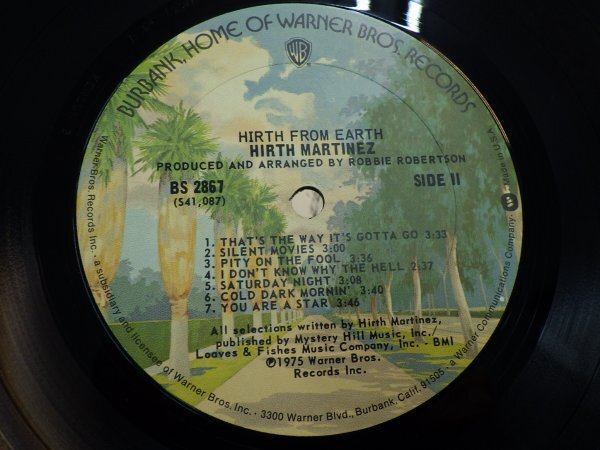 BURBANK, HOME OF WARNER BROS. RECORDS
WB
HIRTH FROM EARTH
HIRTH MARTINEZ
PRODUCED AND ARRANGED BY ROBBIE ROBERTSON
BS 2867
(S41,087)
SIDE II
1. THAT'S THE WAY IT'S GOTTA GO 3:33
2. SILENT MOVIES 3:00
3. PITY ON THE FOOL 3:36
4. I DON'T KNOW WHY THE HELL 2:37
5. SATURDAY NIGHT 3:08
6. COLD DARK MORNIN' 3:40
7. YOU ARE A STAR 3:46
All selections written by Hirth Martinez,
published by Mystery Hill Music, Inc./
Loaves & Fishes Music Company, Inc. - BMI
℗1975 Warner Bros.
Records Inc.
Warner Bros. Records Inc. • a subsidiary and licensee of Warner Bros. Inc. • 3300 Warner Blvd., Burbank, Calif. 91505 • a Warner Communications Company.
Made in U.S.A.